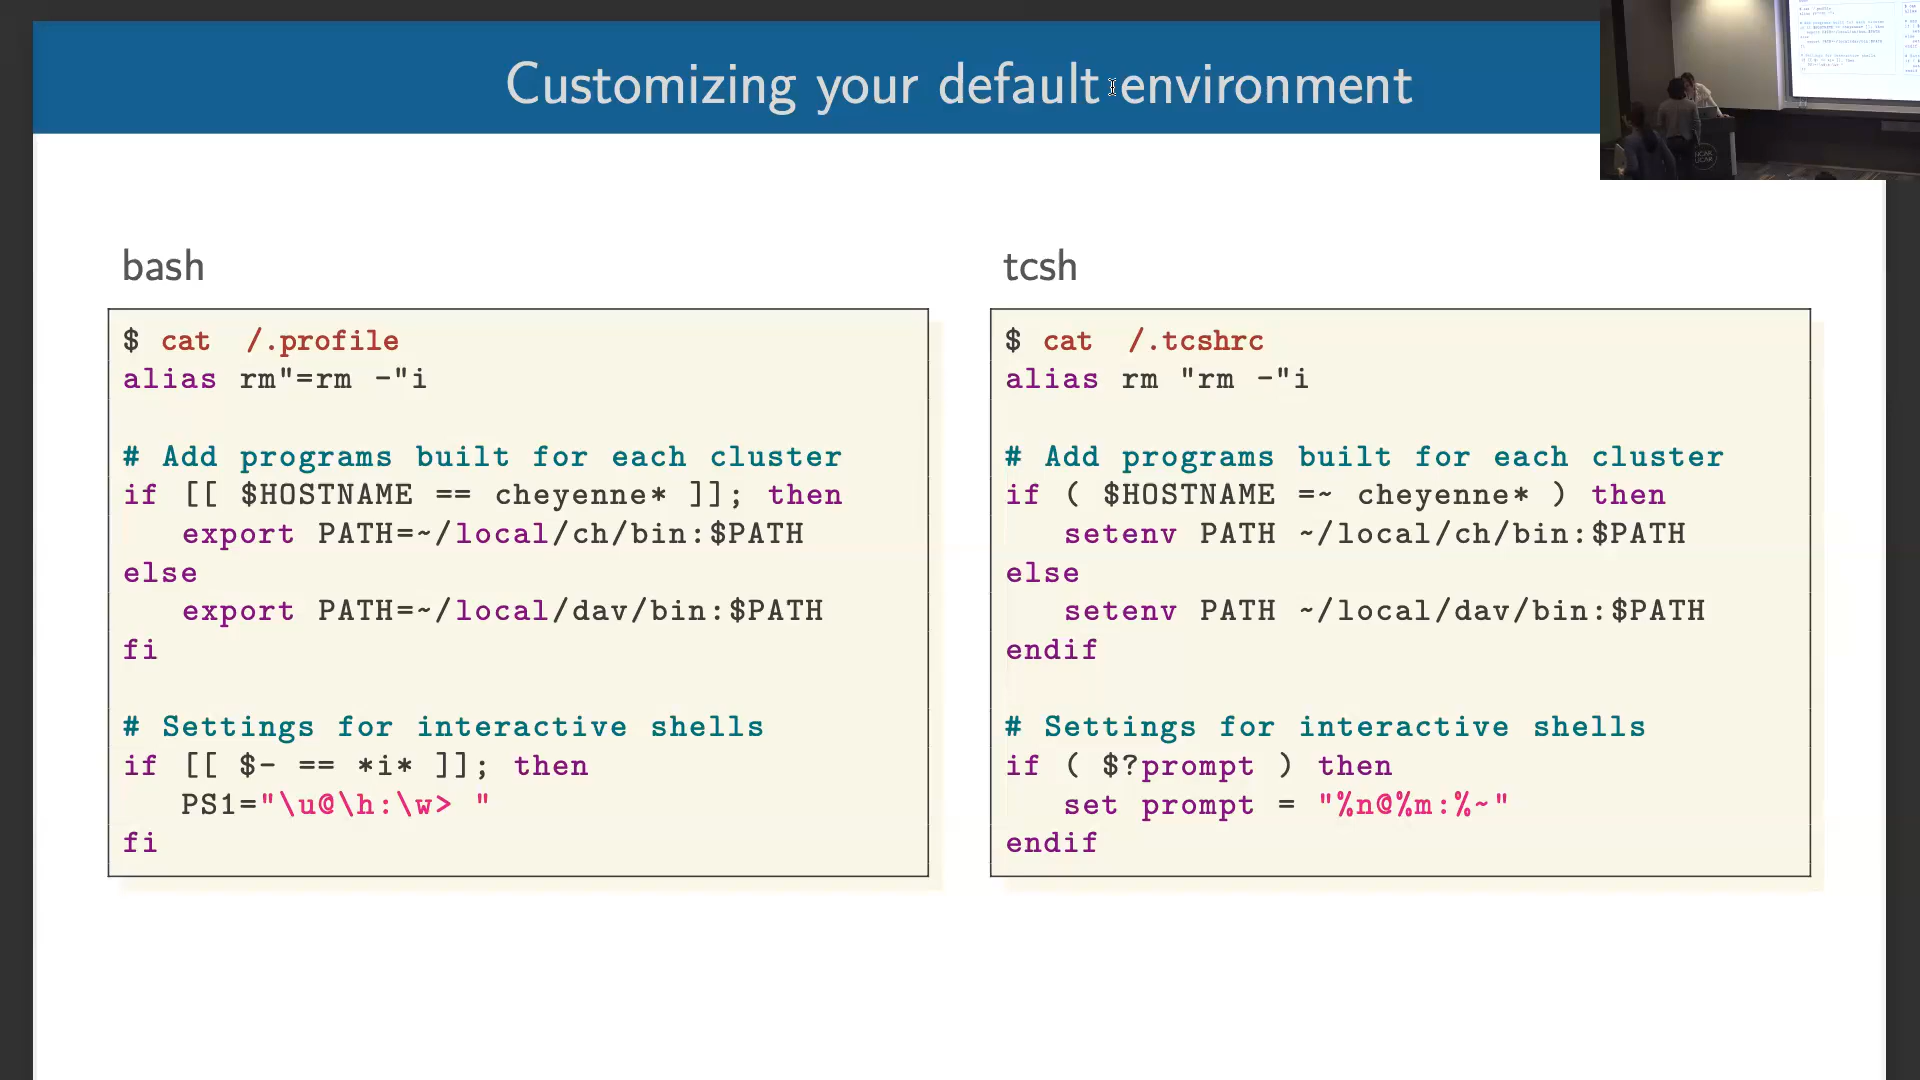 Customizing your default environment
bash
$ cat  /.profile
alias rm"=rm -"i
# Add programs built for each cluster
if [[ $HOSTNAME == cheyenne* ]]; then
   export PATH=~/local/ch/bin:$PATH
else
   export PATH=~/local/dav/bin:$PATH
fi
# Settings for interactive shells
if [[ $- == *i* ]]; then
   PS1="\u@\h:\w> "
fi
tcsh
$ cat  /.tcshrc
alias rm "rm -"i
# Add programs built for each cluster
if ( $HOSTNAME =~ cheyenne* ) then
   setenv PATH ~/local/ch/bin:$PATH
else
   setenv PATH ~/local/dav/bin:$PATH
endif
# Settings for interactive shells
if ( $?prompt ) then
   set prompt = "%n@%m:%~"
endif
NCAR
UCAR